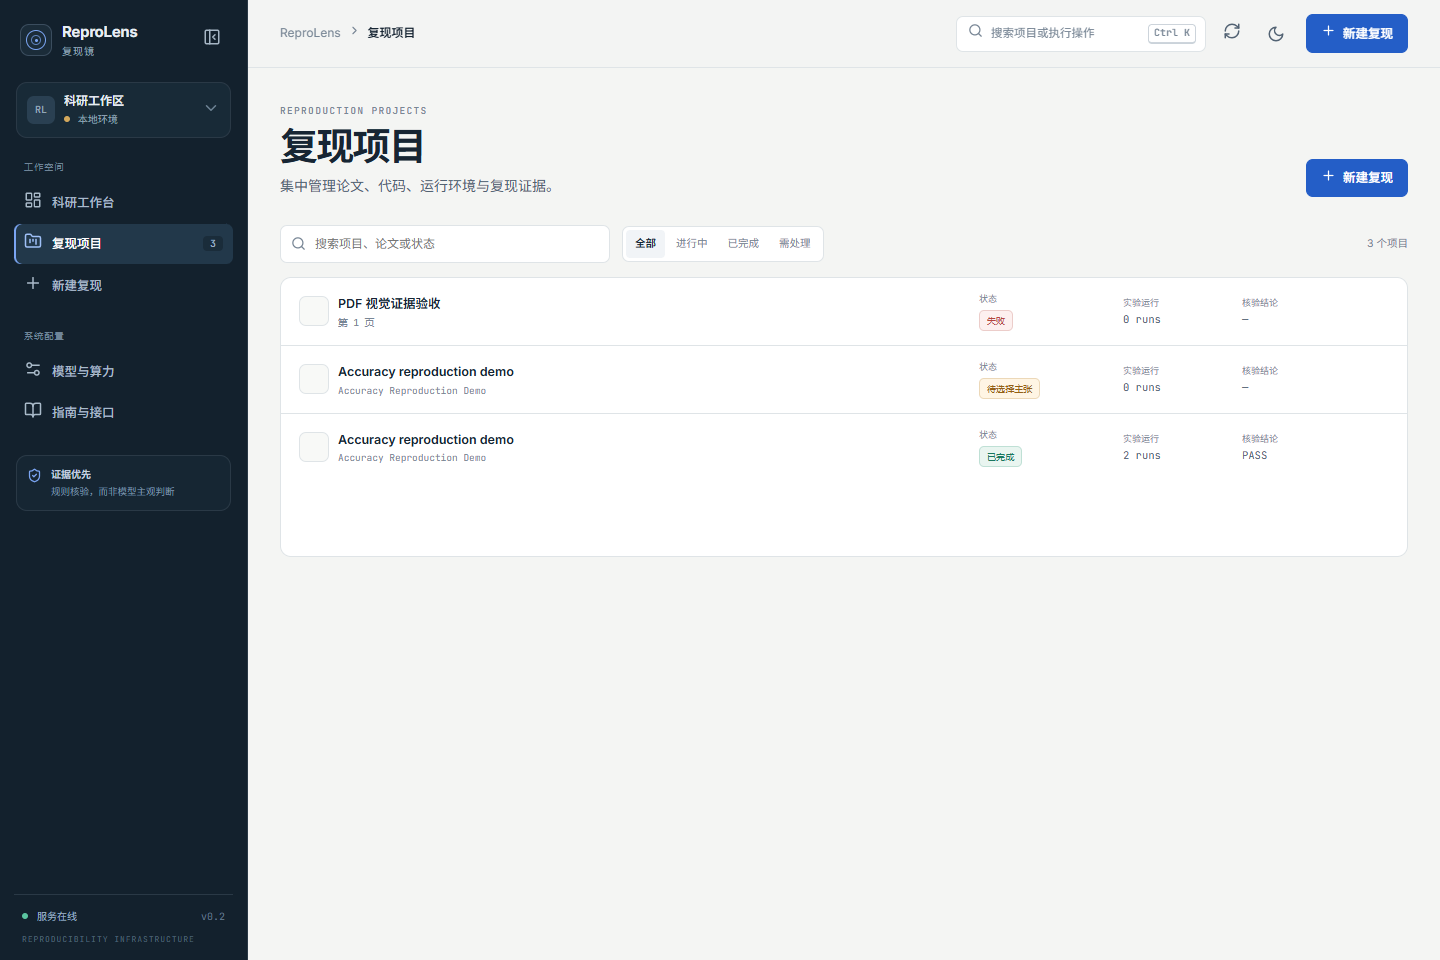 ReproLens
复现镜
RL
科研工作区
本地环境
工作空间
科研工作台
复现项目
3
新建复现
系统配置
模型与算力
指南与接口
证据优先
规则核验，而非模型主观判断
服务在线
v0.2
REPRODUCIBILITY INFRASTRUCTURE
ReproLens
复现项目
搜索项目或执行操作
Ctrl K
新建复现
REPRODUCTION PROJECTS
复现项目
集中管理论文、代码、运行环境与复现证据。
新建复现
搜索项目、论文或状态
全部
进行中
已完成
需处理
3 个项目
PDF 视觉证据验收
第 1 页
状态
失败
实验运行
0 runs
核验结论
—
Accuracy reproduction demo
Accuracy Reproduction Demo
状态
待选择主张
实验运行
0 runs
核验结论
—
Accuracy reproduction demo
Accuracy Reproduction Demo
状态
已完成
实验运行
2 runs
核验结论
PASS